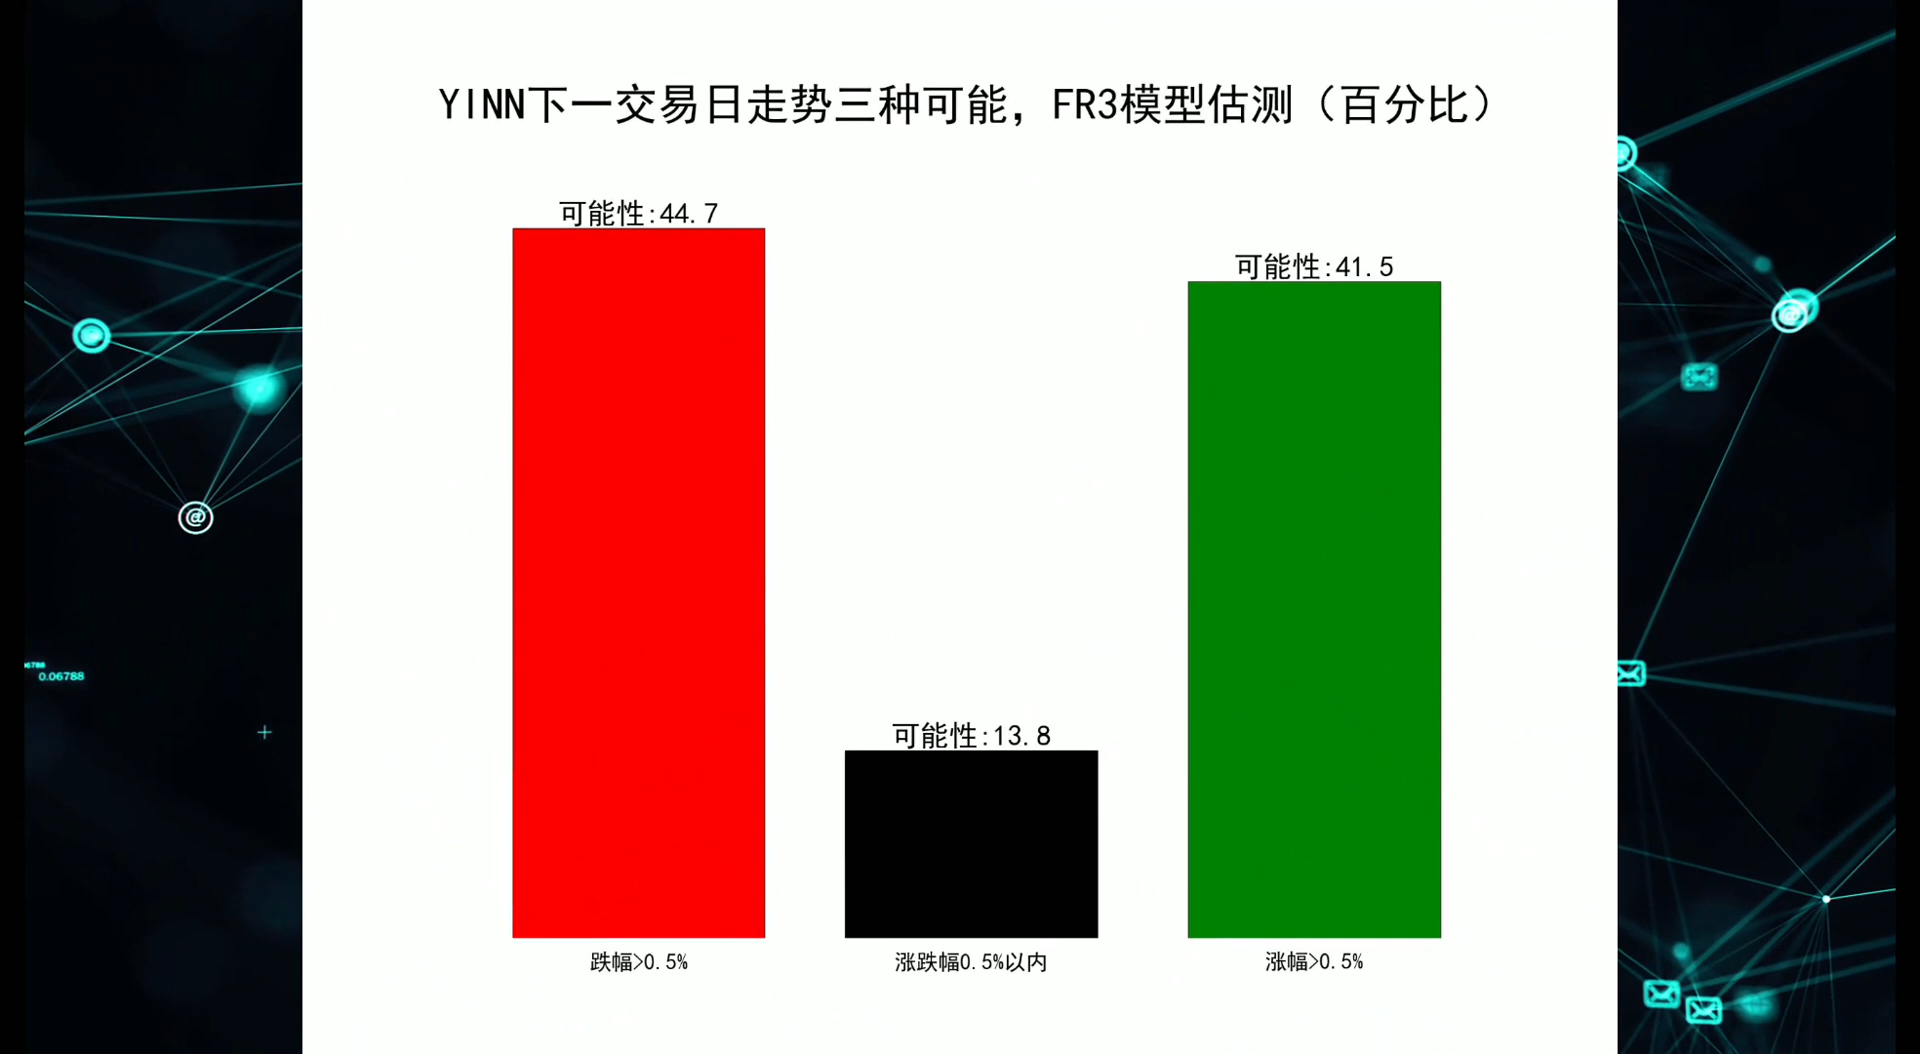 YINN下一交易日走势三种可能，FR3模型估测（百分比）
可能性:44.7
可能性:41.5
可能性:13.8
跌幅>0.5%
涨跌幅0.5%以内
涨幅>0.5%
6788
0.06788